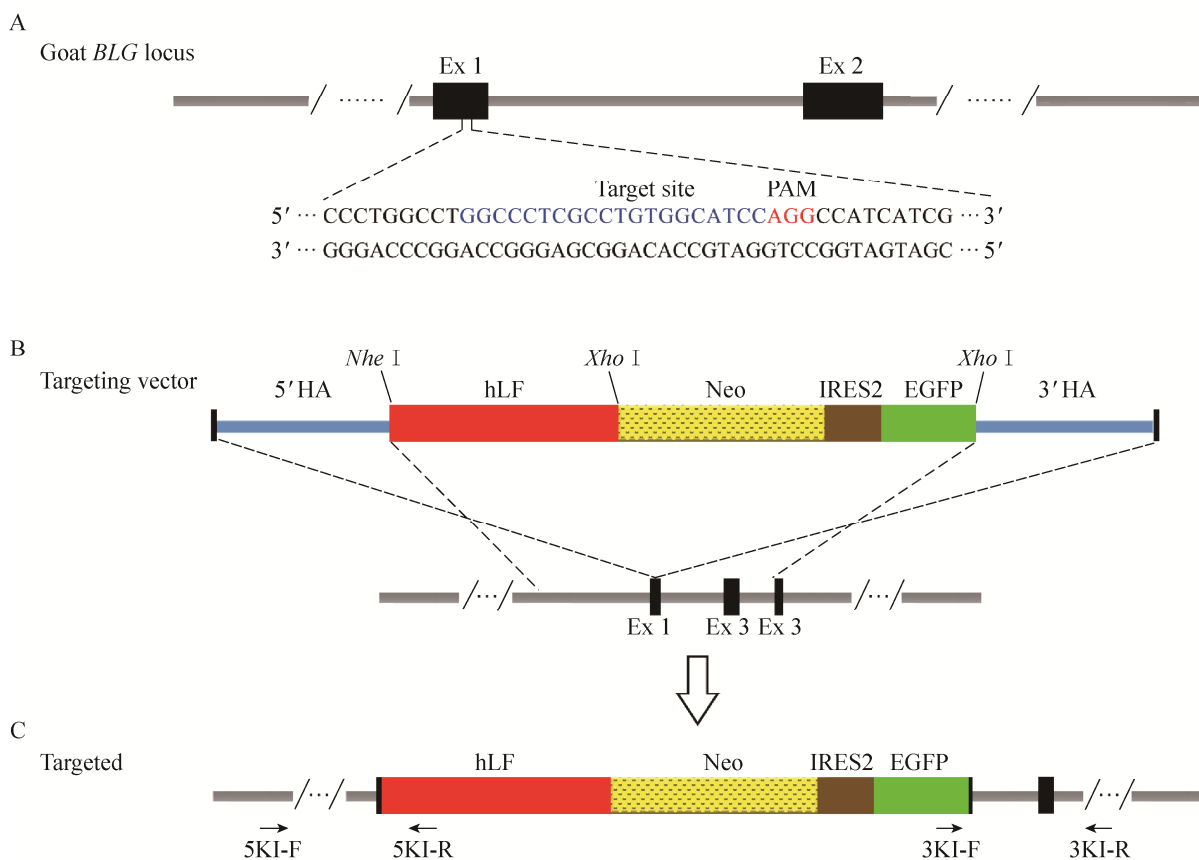 A
Goat BLG locus
Ex 1
Ex 2
/ ······ /
/ ······ /
Target site
PAM
5′ ··· CCCTGGCCTGGCCCTCGCCTGTGGCATCCAGGCCATCATCG ··· 3′
3′ ··· GGGACCCGGACCGGGAGCGGACACCGTAGGTCCGGTAGTAGC ··· 5′
B
Targeting vector
Nhe I
Xho I
Xho I
5′HA
hLF
Neo
IRES2
EGFP
3′HA
/···/
/···/
Ex 1
Ex 3
Ex 3
C
Targeted
hLF
Neo
IRES2
EGFP
/···/
/···/
5KI-F
5KI-R
3KI-F
3KI-R